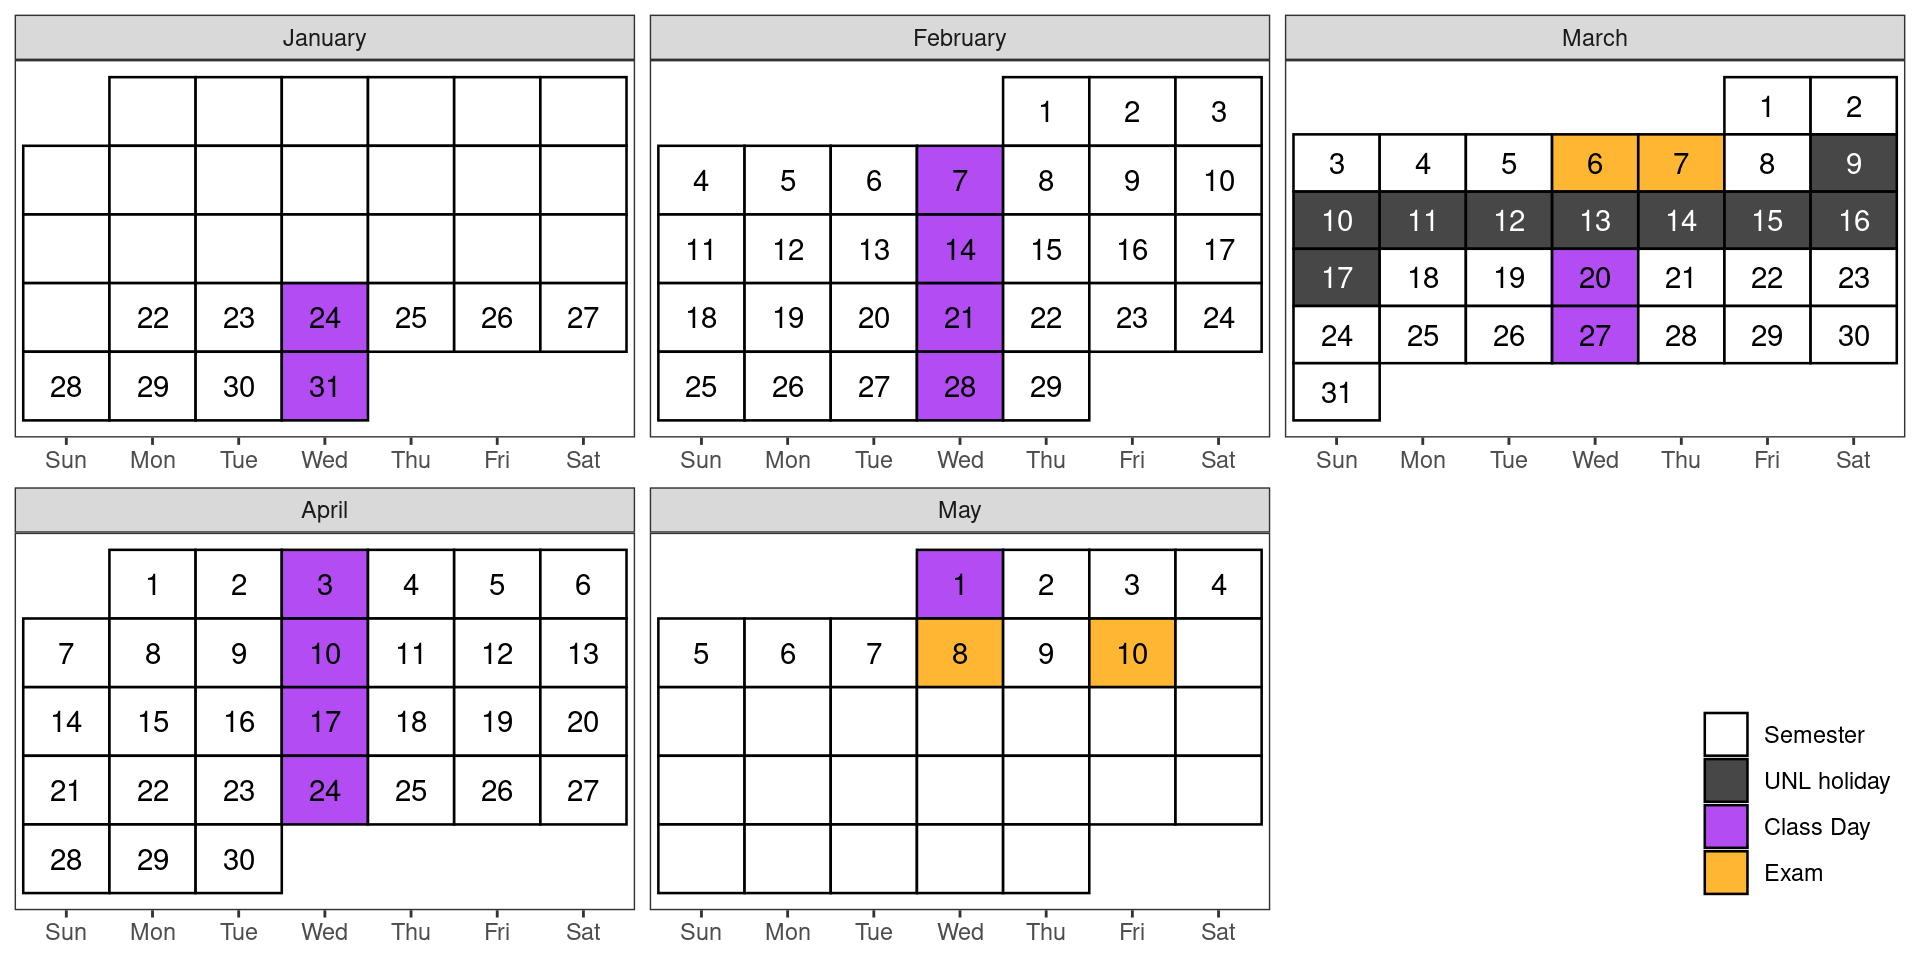 January
22 23 24 25 26 27
28 29 30 31
Sun Mon Tue Wed Thu Fri Sat
February
1 2 3
4 5 6 7 8 9 10
11 12 13 14 15 16 17
18 19 20 21 22 23 24
25 26 27 28 29
Sun Mon Tue Wed Thu Fri Sat
March
1 2
3 4 5 6 7 8 9
10 11 12 13 14 15 16
17 18 19 20 21 22 23
24 25 26 27 28 29 30
31
Sun Mon Tue Wed Thu Fri Sat
April
1 2 3 4 5 6
7 8 9 10 11 12 13
14 15 16 17 18 19 20
21 22 23 24 25 26 27
28 29 30
Sun Mon Tue Wed Thu Fri Sat
May
1 2 3 4
5 6 7 8 9 10
Sun Mon Tue Wed Thu Fri Sat
Semester
UNL holiday
Class Day
Exam